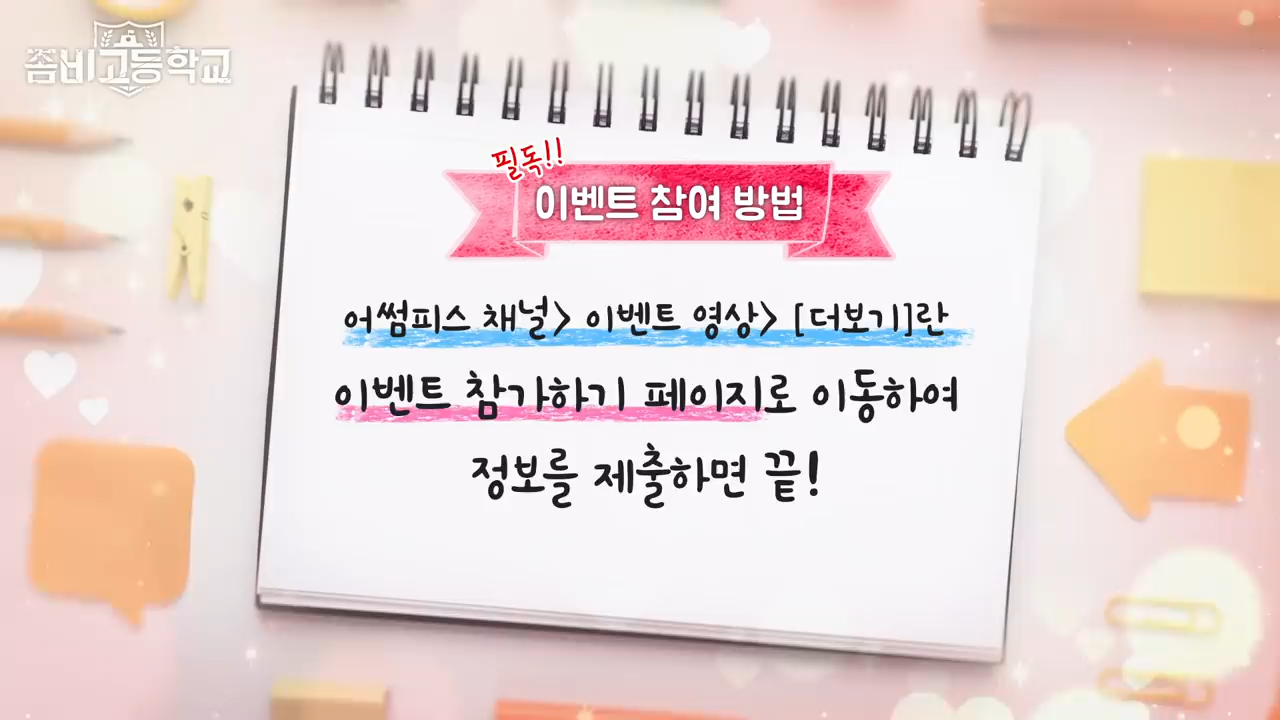 좀비고등학교
필독!!
이벤트 참여 방법
어썸피스 채널> 이벤트 영상> [더보기]란
이벤트 참가하기 페이지로 이동하여
정보를 제출하면 끝!